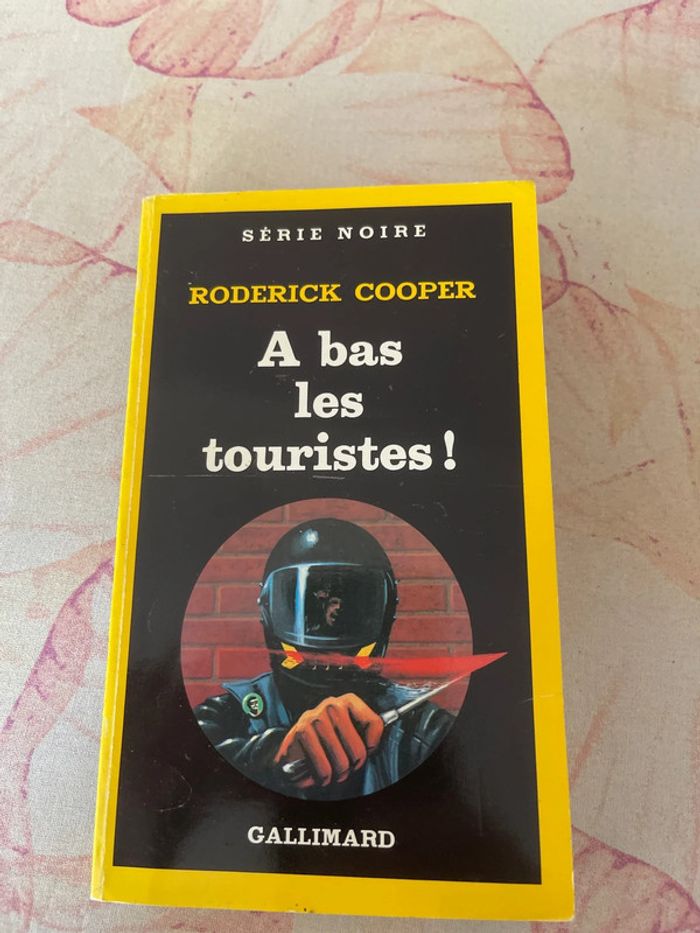 SÉRIE NOIRE
RODERICK COOPER
A bas
les
touristes !
GALLIMARD